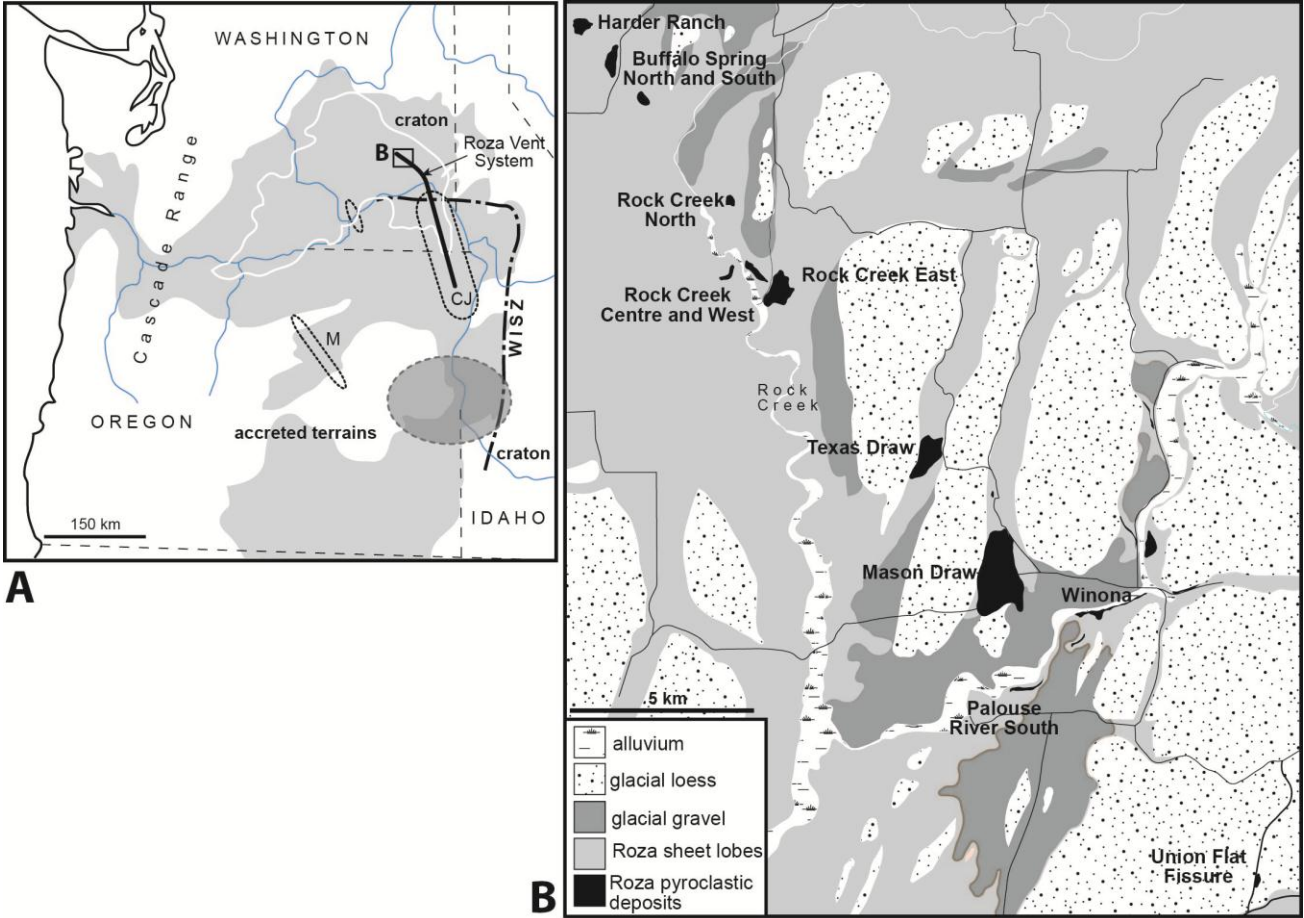 WASHINGTON
craton
B
Roza Vent
System
Cascade Range
CJ
WISZ
M
OREGON
accreted terrains
craton
150 km
IDAHO
A
Harder Ranch
Buffalo Spring
North and South
Rock Creek
North
Rock Creek East
Rock Creek
Centre and West
Rock
Creek
Texas Draw
Mason Draw
Winona
5 km
Palouse
River South
alluvium
glacial loess
glacial gravel
Roza sheet lobes
Roza pyroclastic
deposits
Union Flat
Fissure
B